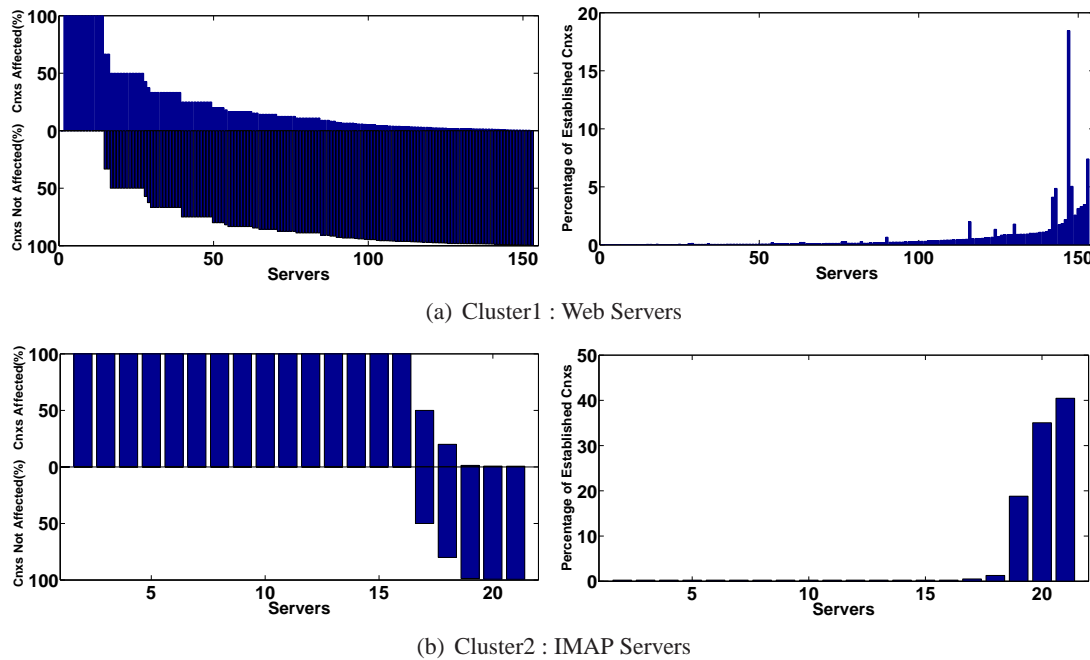 Cnxs Not Affected(%) Cnxs Affected(%)
100
50
0
50
100
0 50 100 150
Servers
Percentage of Established Cnxs
20
15
10
5
0
0 50 100 150
Servers
(a) Cluster1 : Web Servers
Cnxs Not Affected(%) Cnxs Affected(%)
100
50
0
50
100
5 10 15 20
Servers
Percentage of Established Cnxs
50
40
30
20
10
0
5 10 15 20
Servers
(b) Cluster2 : IMAP Servers